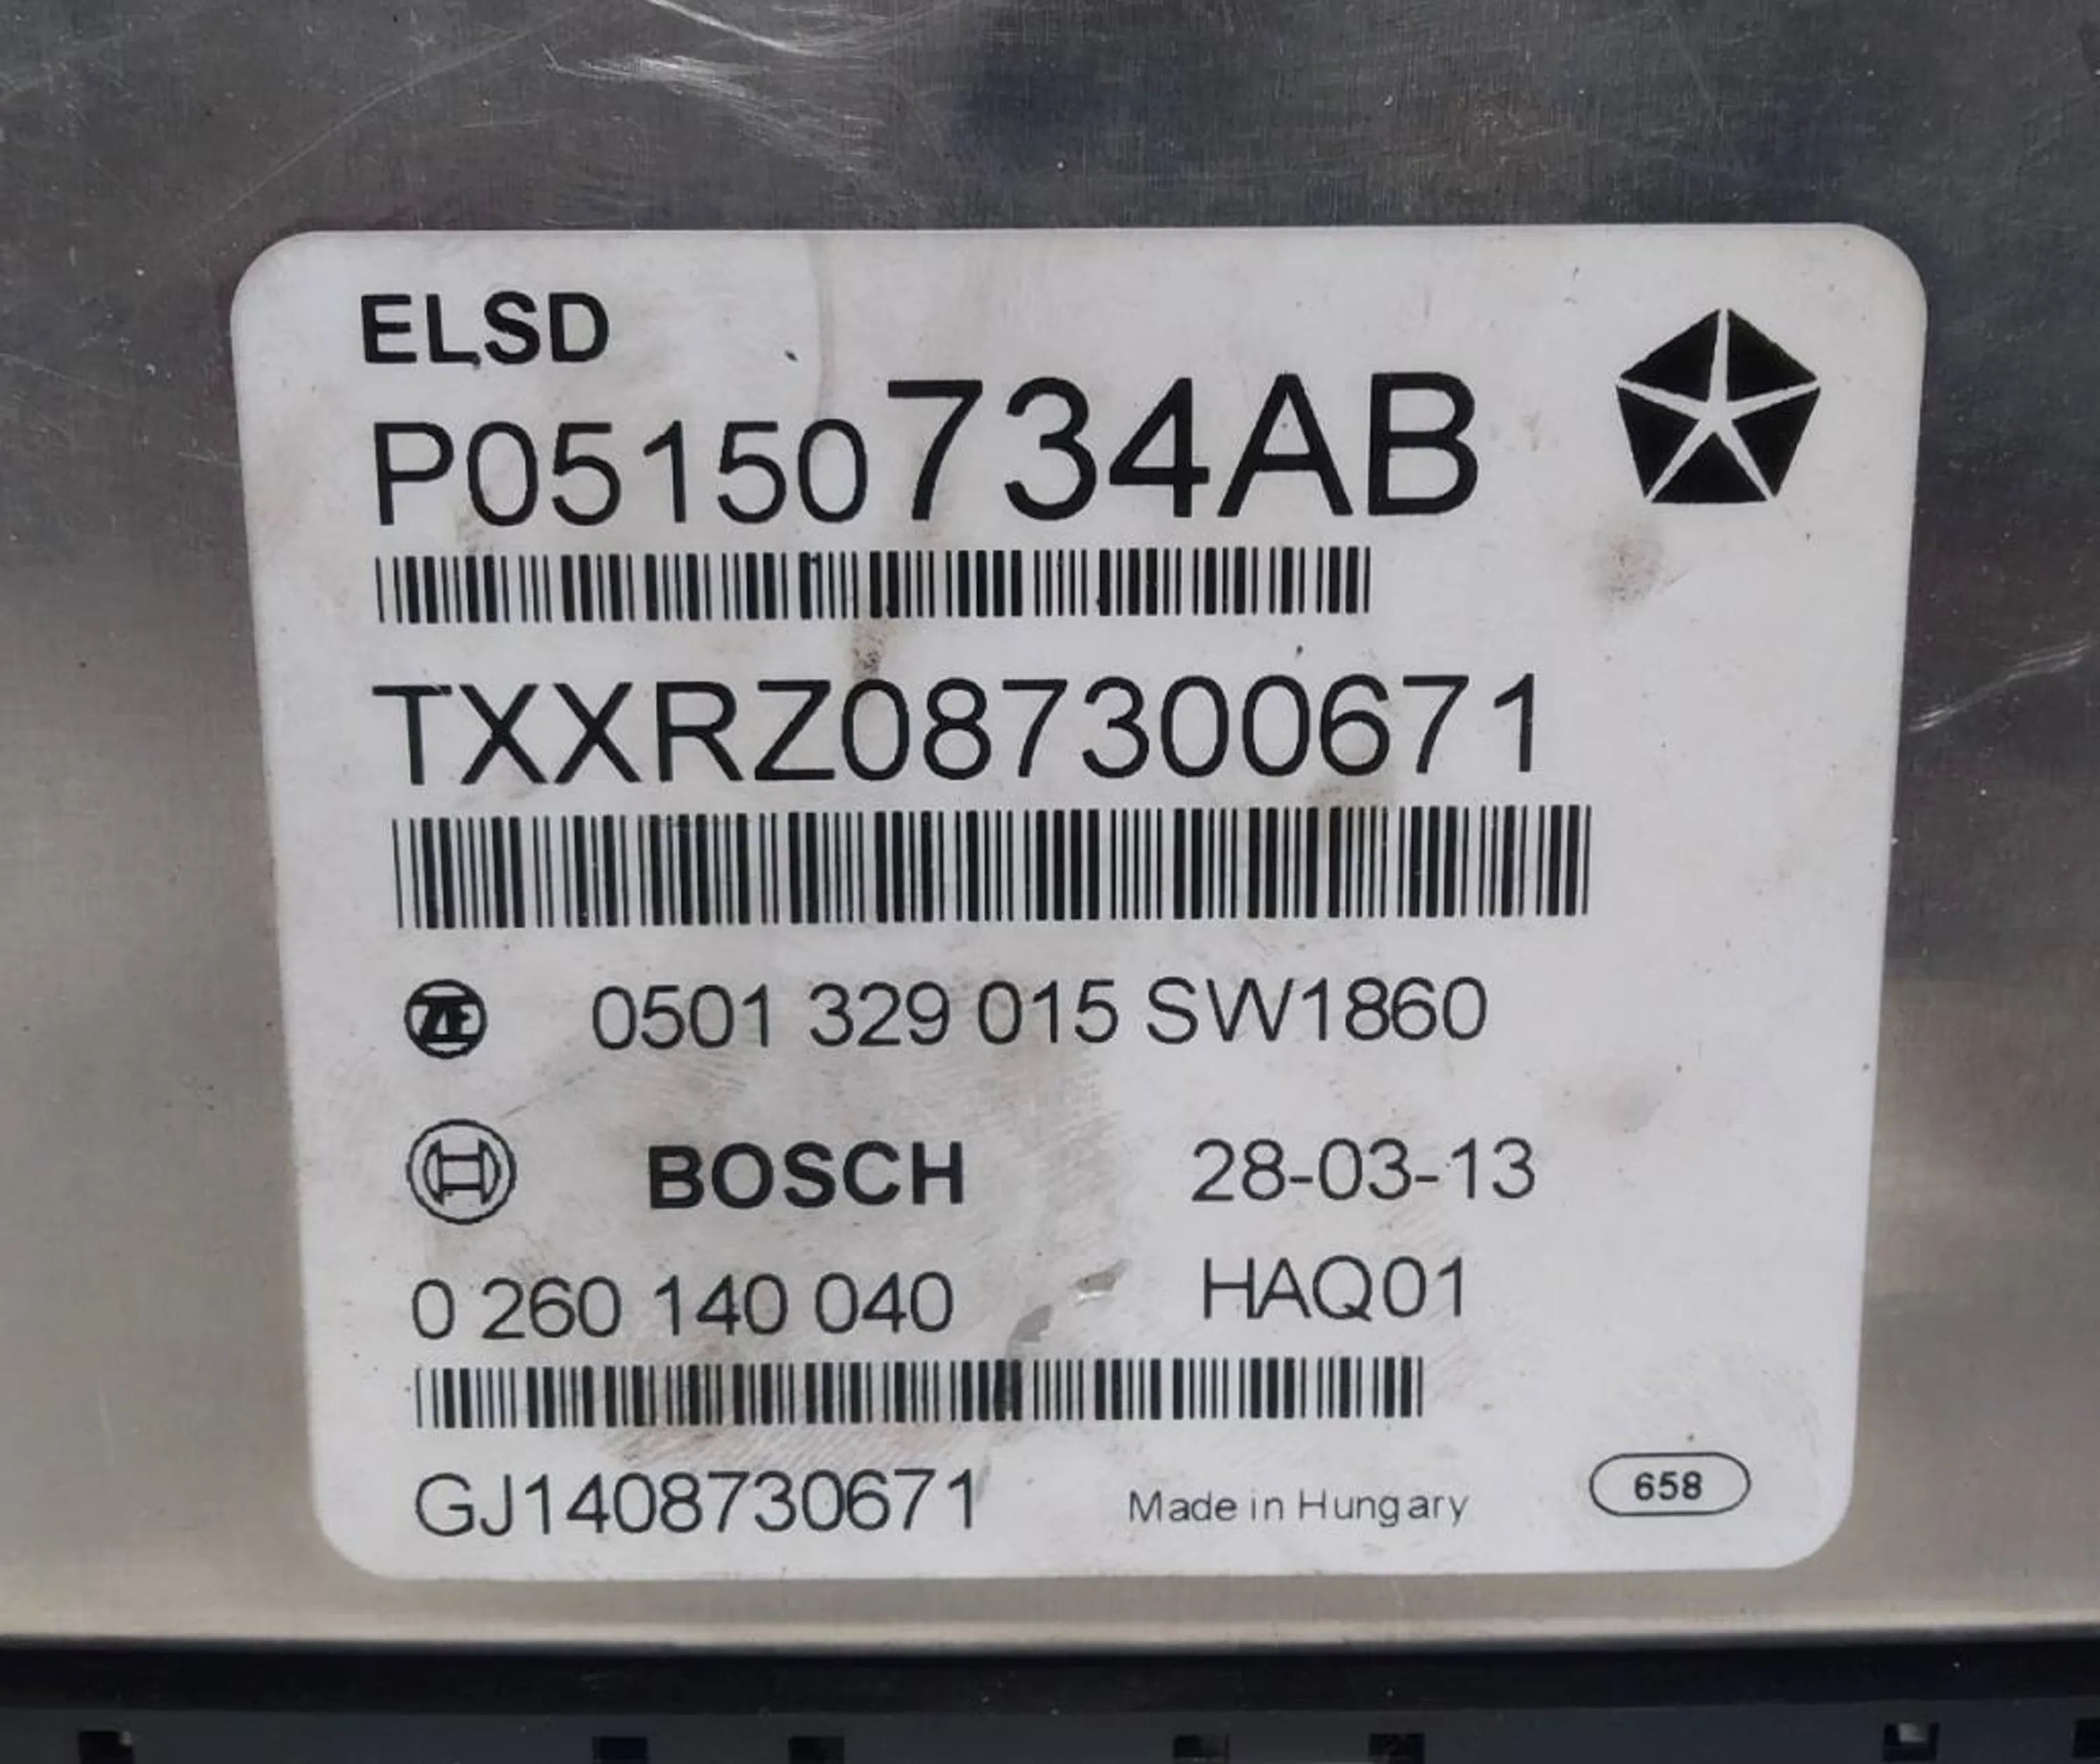 ELSD
P05150734AB
TXXRZ087300671
ZF 0501 329 015 SW1860
BOSCH 28-03-13
0 260 140 040 HAQ01
GJ1408730671 Made in Hungary 658